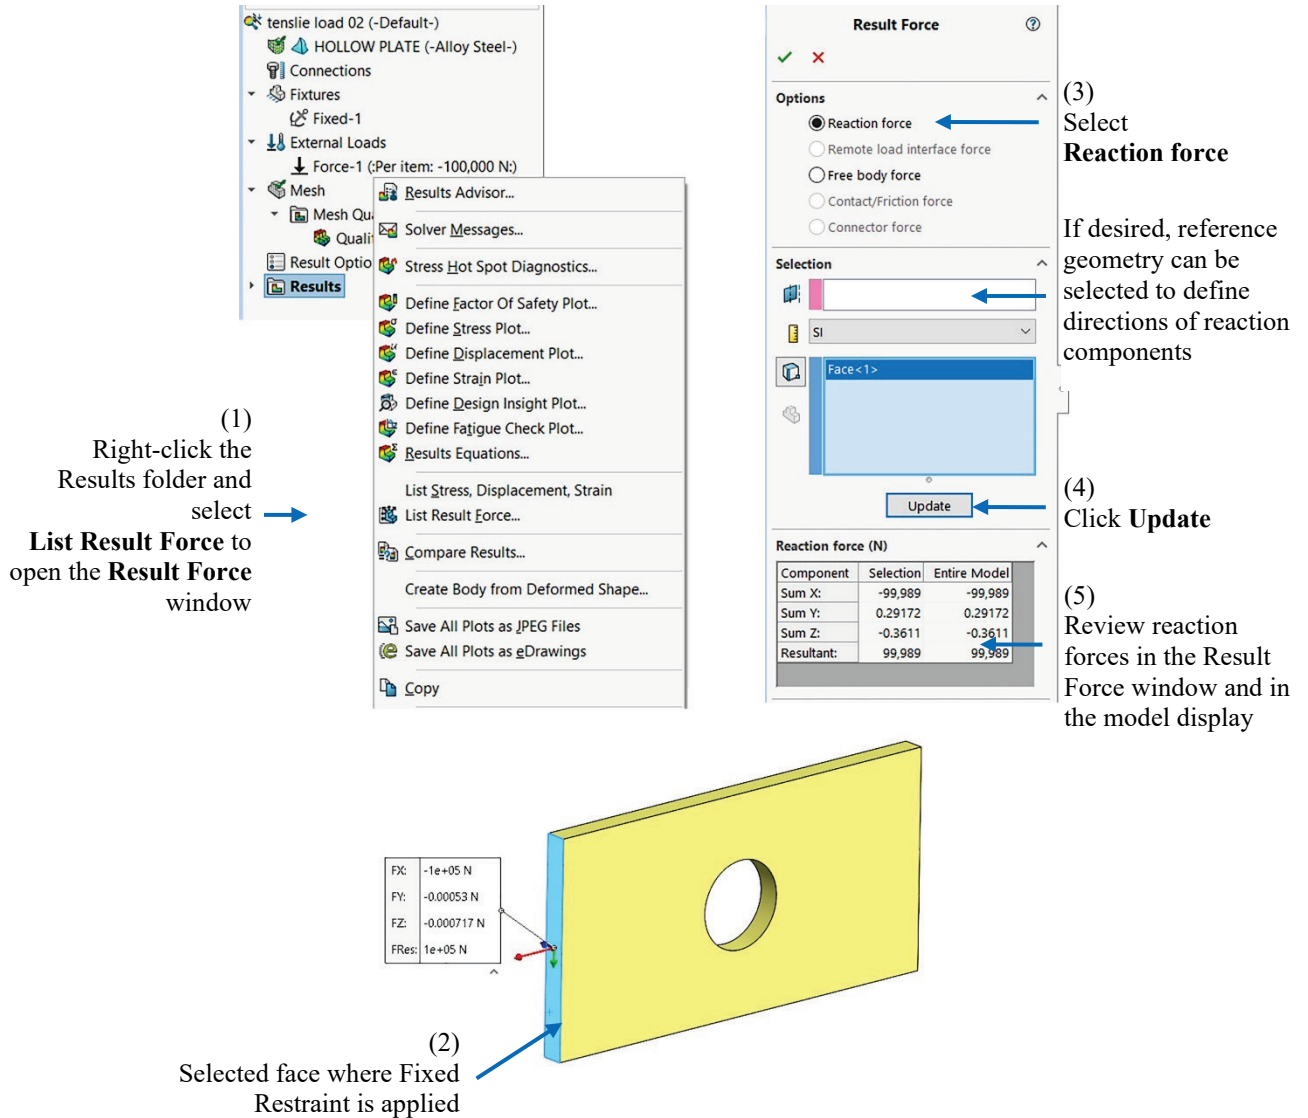 tenslie load 02 (-Default-)
HOLLOW PLATE (-Alloy Steel-)
Connections
Fixtures
Fixed-1
External Loads
Force-1 (:Per item: -100,000 N:)
Mesh
Mesh Qua
Qualit
Result Optio
Results
Results Advisor...
Solver Messages...
Stress Hot Spot Diagnostics...
Define Factor Of Safety Plot...
Define Stress Plot...
Define Displacement Plot...
Define Strain Plot...
Define Design Insight Plot...
Define Fatigue Check Plot...
Results Equations...
List Stress, Displacement, Strain
List Result Force...
Compare Results...
Create Body from Deformed Shape...
Save All Plots as JPEG Files
Save All Plots as eDrawings
Copy
(1)
Right-click the
Results folder and
select
List Result Force to
open the Result Force
window
Result Force
Options
Reaction force
Remote load interface force
Free body force
Contact/Friction force
Connector force
Selection
SI
Face<1>
Update
Reaction force (N)
Component Selection Entire Model
Sum X: -99,989 -99,989
Sum Y: 0.29172 0.29172
Sum Z: -0.3611 -0.3611
Resultant: 99,989 99,989
(3)
Select
Reaction force
If desired, reference
geometry can be
selected to define
directions of reaction
components
(4)
Click Update
(5)
Review reaction
forces in the Result
Force window and in
the model display
FX: -1e+05 N
FY: -0.00053 N
FZ: -0.000717 N
FRes: 1e+05 N
(2)
Selected face where Fixed
Restraint is applied